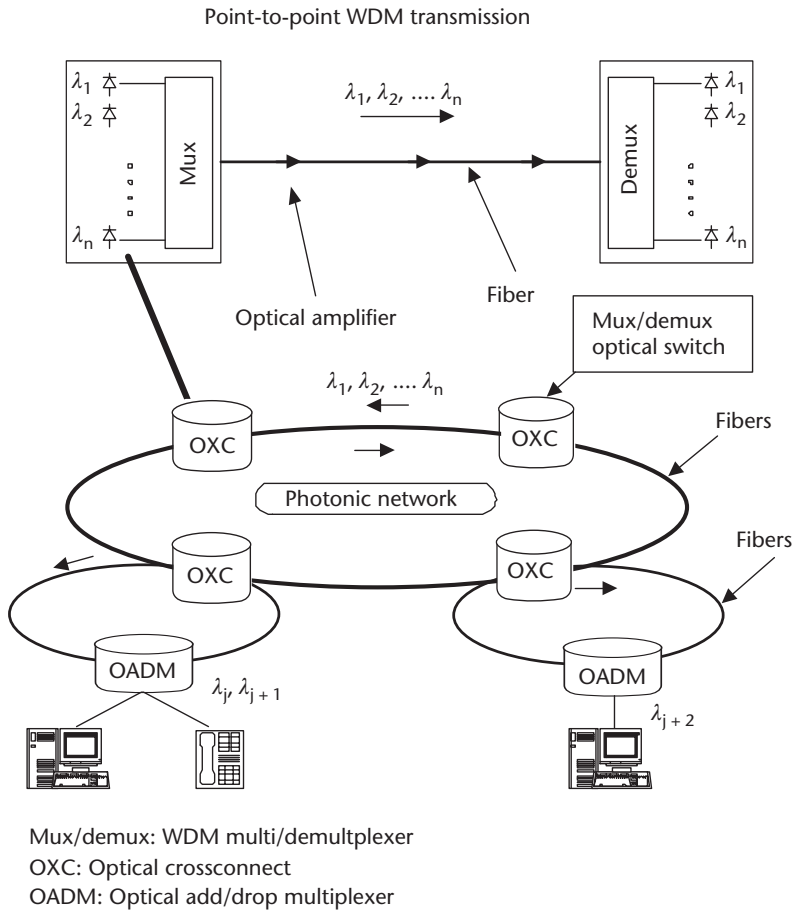 Point-to-point WDM transmission
λ1
λ2
λn
Mux
λ1, λ2, .... λn
Demux
λ1
λ2
λn
Optical amplifier
Fiber
Mux/demux
optical switch
λ1, λ2, .... λn
OXC
OXC
Fibers
Photonic network
OXC
OXC
Fibers
OADM
λj, λj + 1
OADM
λj + 2
Mux/demux: WDM multi/demultplexer
OXC: Optical crossconnect
OADM: Optical add/drop multiplexer